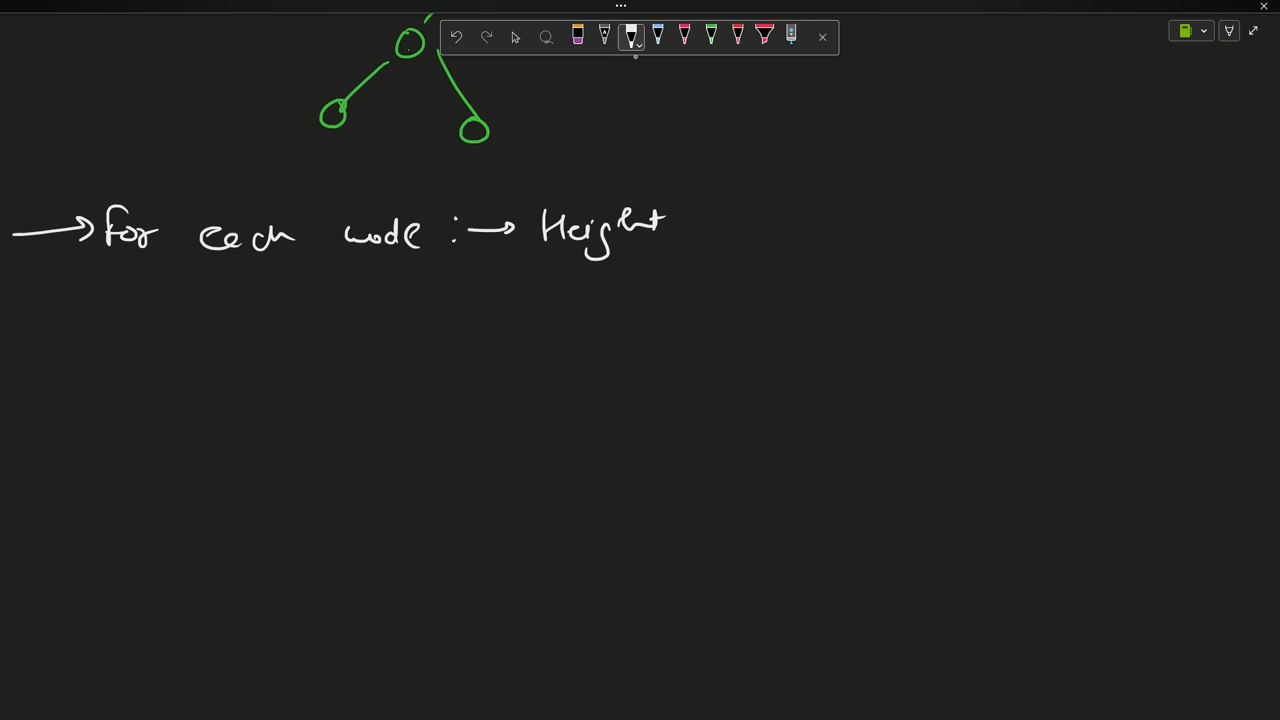 → for each node :→ Height